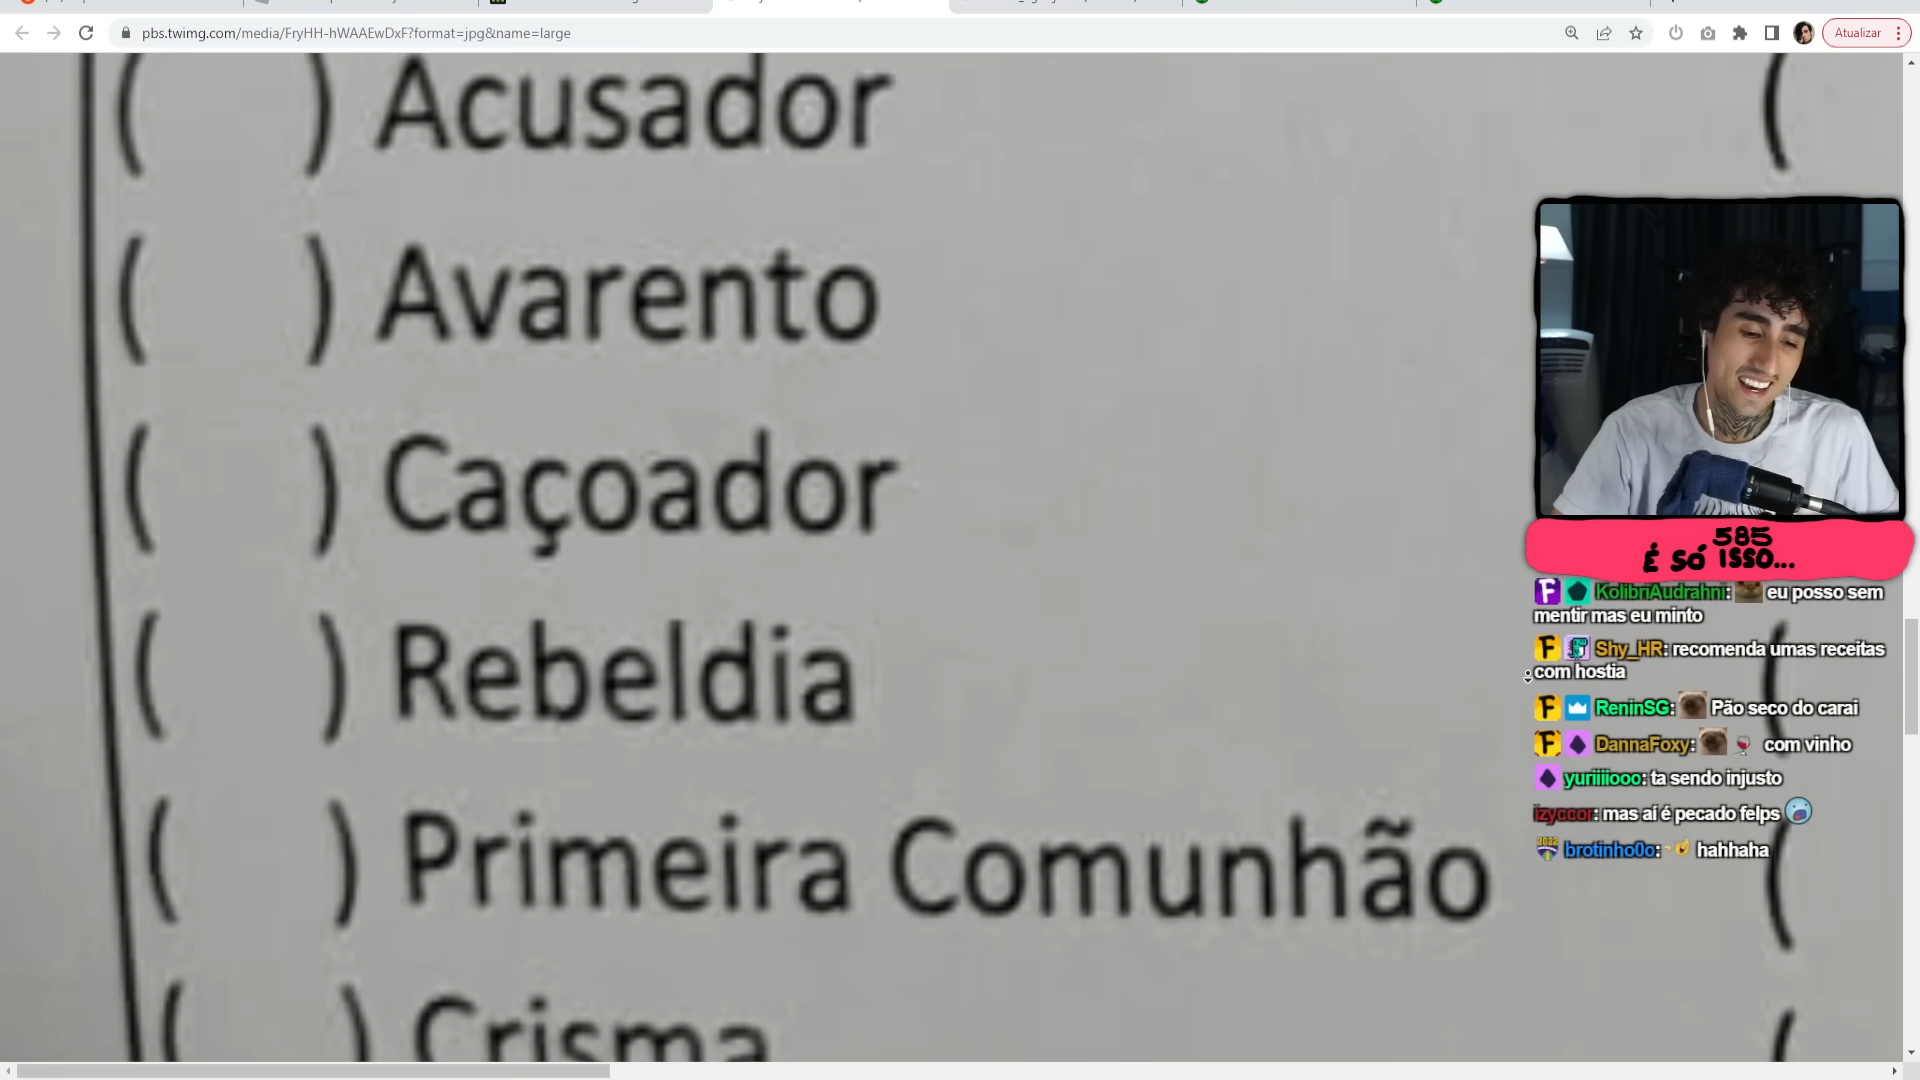 pbs.twimg.com/media/FryHH-hWAAEwDxF?format=jpg&name=large
Atualizar
( ) Acusador (
( ) Avarento
( ) Caçoador
( ) Rebeldia
( ) Primeira Comunhão (
( ) Crisma (
585
É SÓ ISSO...
KolibriAudrahni: eu posso sem
mentir mas eu minto
Shy_HR: recomenda umas receitas
com hostia
ReninSG: Pão seco do carai
DannaFoxy: com vinho
yuriiiiooo: ta sendo injusto
izyccor: mas aí é pecado felps
brotinho0o: hahhaha